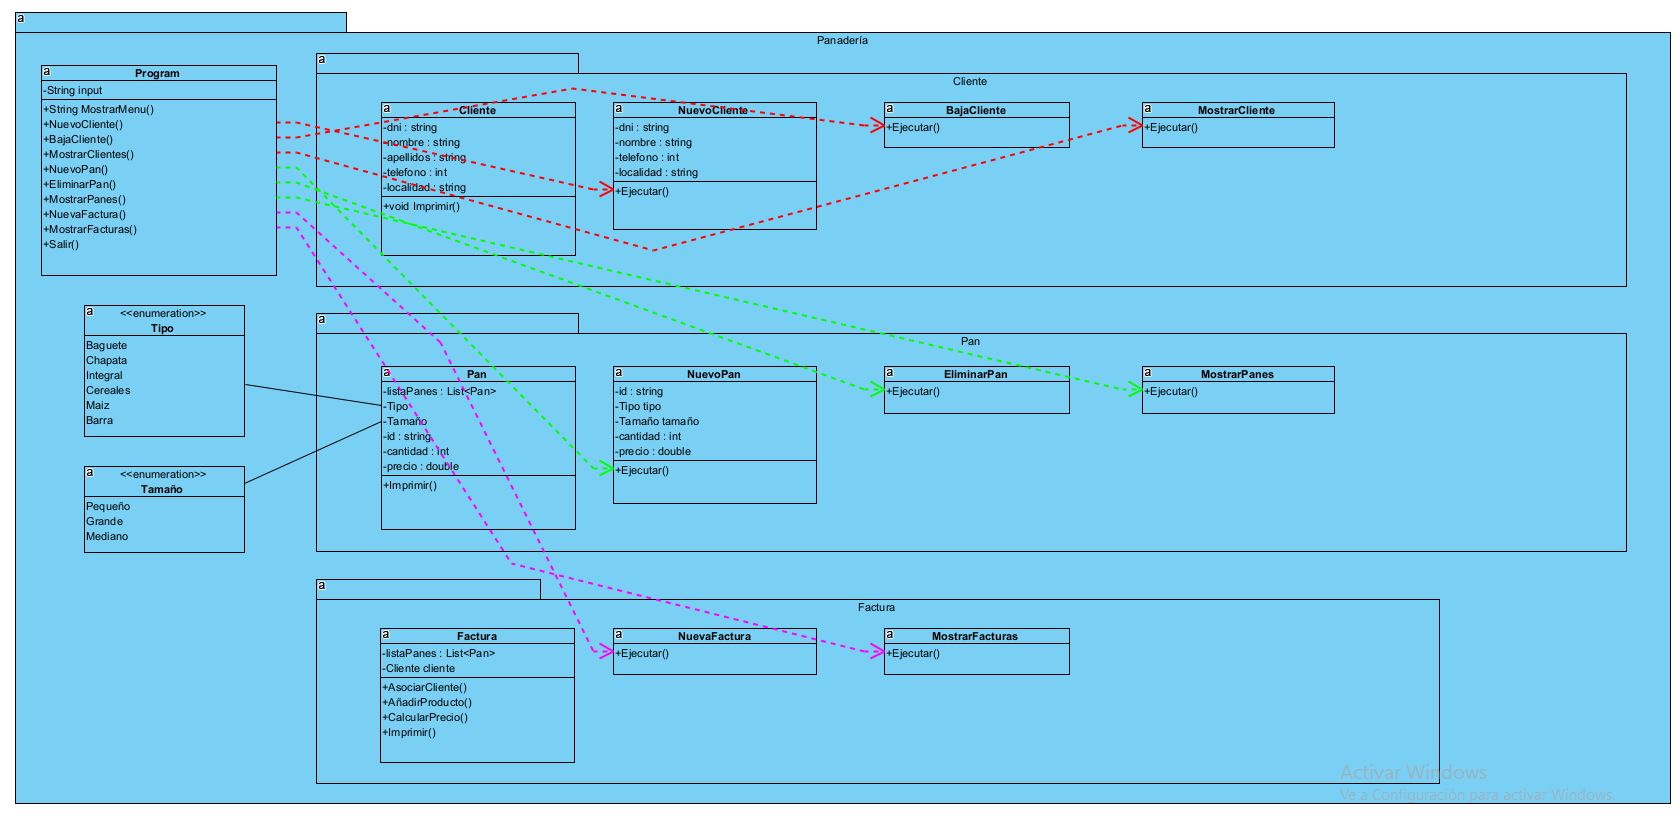 a
Panadería
a
Program
-String input
+String MostrarMenu()
+NuevoCliente()
+BajaCliente()
+MostrarClientes()
+NuevoPan()
+EliminarPan()
+MostrarPanes()
+NuevaFactura()
+MostrarFacturas()
+Salir()
a
Cliente
a
Cliente
-dni : string
-nombre : string
-apellidos : string
-telefono : int
-localidad : string
+void Imprimir()
a
NuevoCliente
-dni : string
-nombre : string
-telefono : int
-localidad : string
+Ejecutar()
a
BajaCliente
+Ejecutar()
a
MostrarCliente
+Ejecutar()
a
<<enumeration>>
Tipo
Baguete
Chapata
Integral
Cereales
Maiz
Barra
a
<<enumeration>>
Tamaño
Pequeño
Grande
Mediano
a
Pan
a
Pan
-listaPanes : List<Pan>
-Tipo
-Tamaño
-id : string
-cantidad : int
-precio : double
+Imprimir()
a
NuevoPan
-id : string
-Tipo tipo
-Tamaño tamaño
-cantidad : int
-precio : double
+Ejecutar()
a
EliminarPan
+Ejecutar()
a
MostrarPanes
+Ejecutar()
a
Factura
a
Factura
-listaPanes : List<Pan>
-Cliente cliente
+AsociarCliente()
+AñadirProducto()
+CalcularPrecio()
+Imprimir()
a
NuevaFactura
+Ejecutar()
a
MostrarFacturas
+Ejecutar()
Activar Windows
Ve a Configuración para activar Windows.